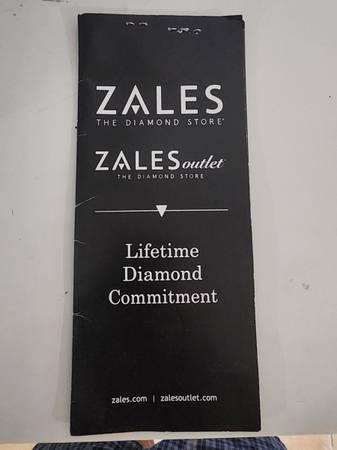 ZALES
THE DIAMOND STORE®
ZALES outlet
THE DIAMOND STORE
Lifetime
Diamond
Commitment
zales.com | zalesoutlet.com